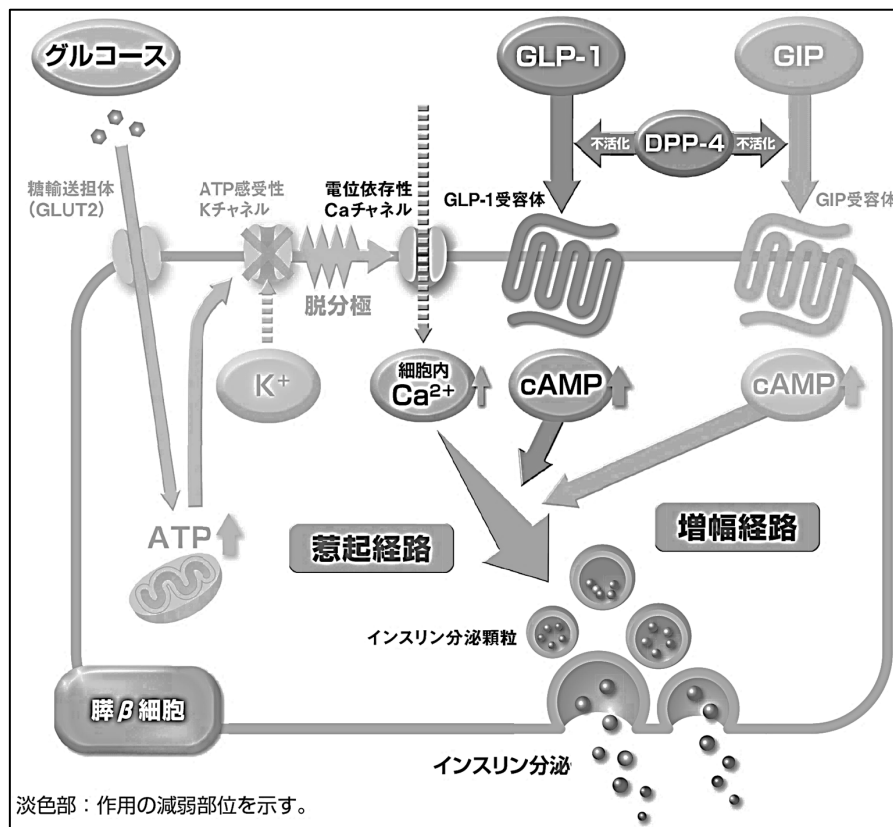 グルコース
GLP-1
GIP
不活化
DPP-4
不活化
糖輸送担体
(GLUT2)
ATP感受性
Kチャネル
電位依存性
Caチャネル
GLP-1受容体
GIP受容体
脱分極
K⁺
細胞内
Ca²⁺
cAMP
cAMP
ATP
惹起経路
増幅経路
インスリン分泌顆粒
膵β細胞
インスリン分泌
淡色部：作用の減弱部位を示す。